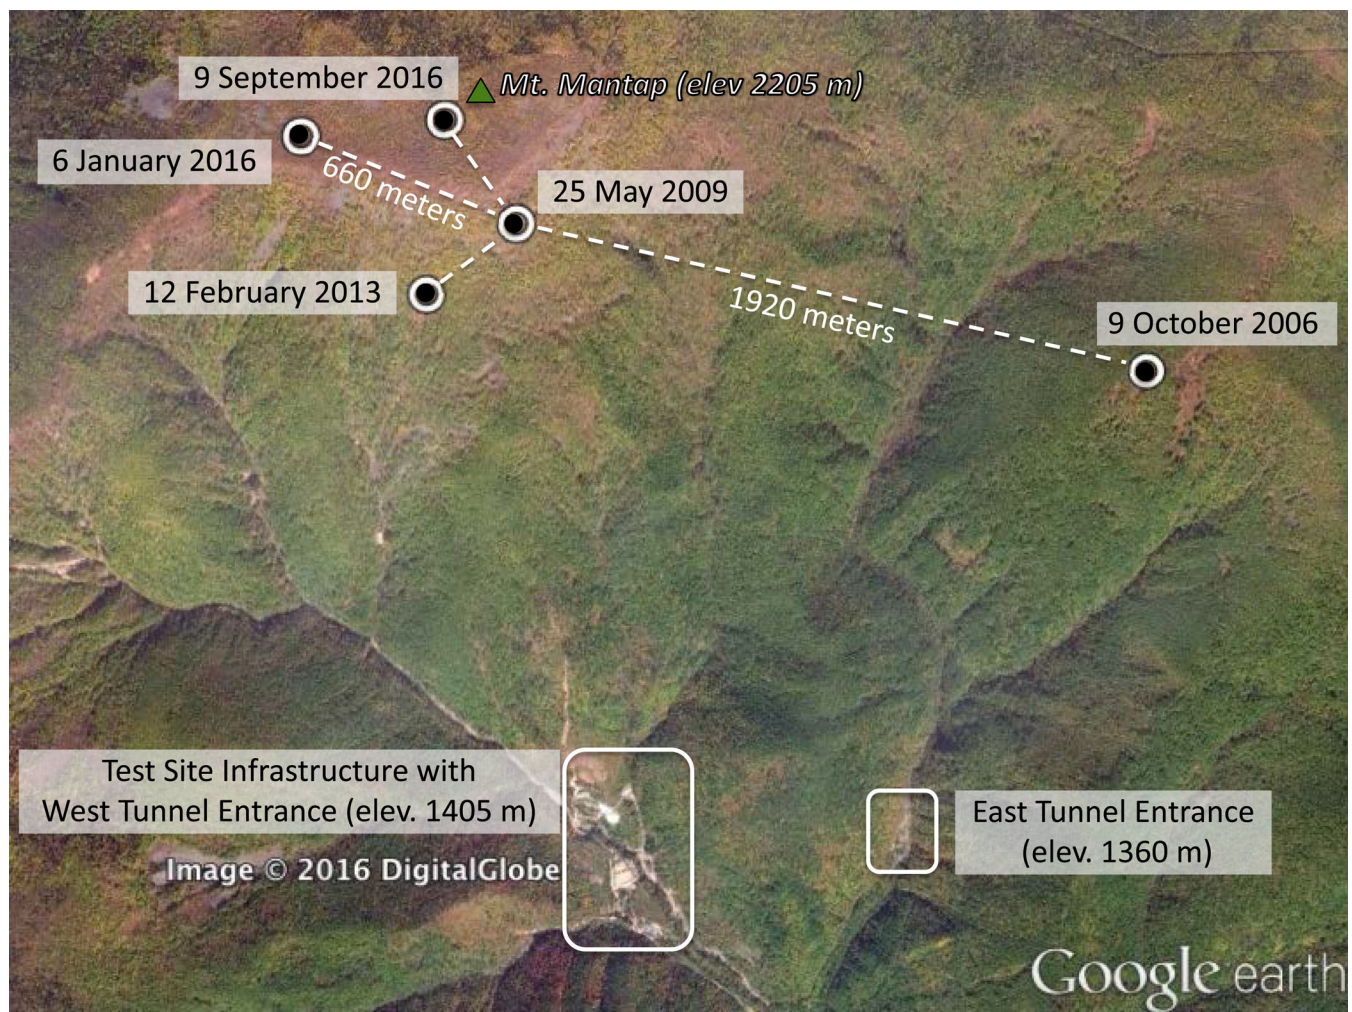 9 September 2016
Mt. Mantap (elev 2205 m)
6 January 2016
660 meters
25 May 2009
12 February 2013
1920 meters
9 October 2006
Test Site Infrastructure with
West Tunnel Entrance (elev. 1405 m)
East Tunnel Entrance
(elev. 1360 m)
Image © 2016 DigitalGlobe
Google earth